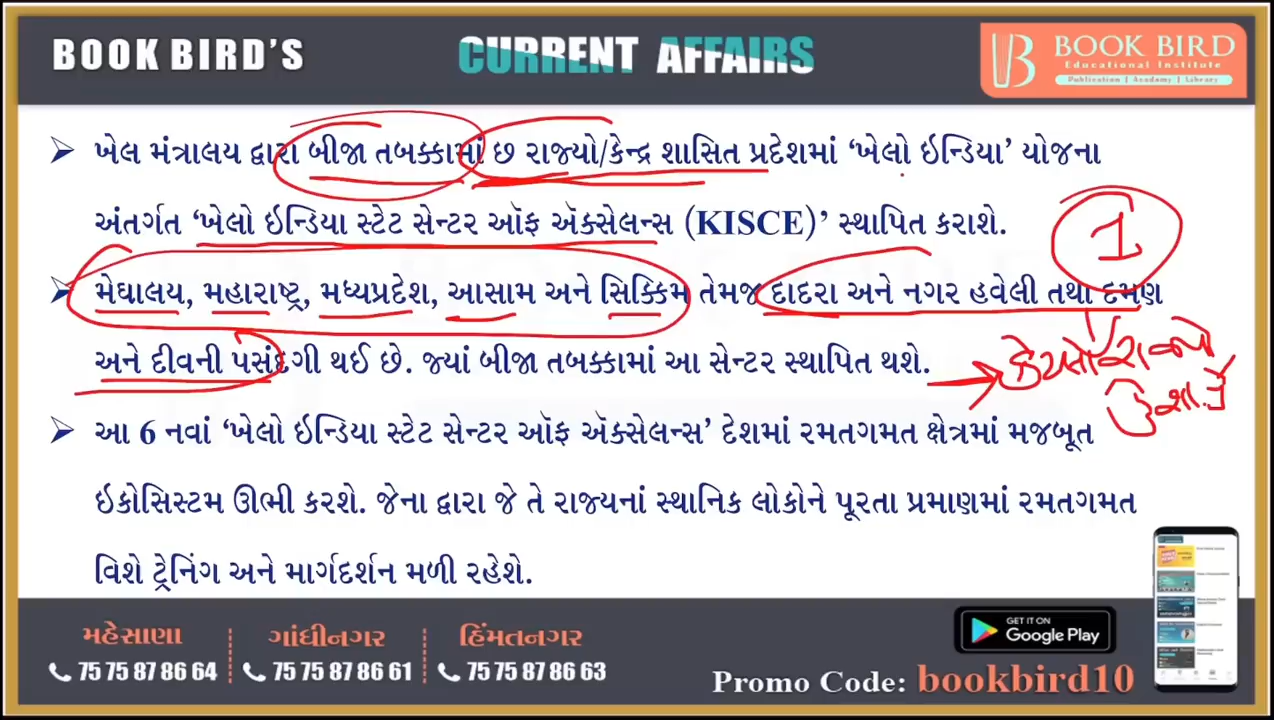 BOOK BIRD'S
CURRENT AFFAIRS
BOOK BIRD
Educational Institute
Publication | Academy | Library
➢ ખેલ મંત્રાલય દ્વારા બીજા તબક્કામાં છ રાજ્યો/કેન્દ્ર શાસિત પ્રદેશમાં ‘ખેલો ઇન્ડિયા’ યોજના
અંતર્ગત ‘ખેલો ઇન્ડિયા સ્ટેટ સેન્ટર ઑફ ઍક્સેલન્સ (KISCE)’ સ્થાપિત કરાશે.
1
➢ મેઘાલય, મહારાષ્ટ્ર, મધ્યપ્રદેશ, આસામ અને સિક્કિમ તેમજ દાદરા અને નગર હવેલી તથા દમણ
અને દીવની પસંદગી થઈ છે. જ્યાં બીજા તબક્કામાં આ સેન્ટર સ્થાપિત થશે.
➢ આ 6 નવાં ‘ખેલો ઇન્ડિયા સ્ટેટ સેન્ટર ઑફ ઍક્સેલન્સ’ દેશમાં રમતગમત ક્ષેત્રમાં મજબૂત
ઇકોસિસ્ટમ ઊભી કરશે. જેના દ્વારા જે તે રાજ્યનાં સ્થાનિક લોકોને પૂરતા પ્રમાણમાં રમતગમત
વિશે ટ્રેનિંગ અને માર્ગદર્શન મળી રહેશે.
મહેસાણા ગાંધીનગર હિંમતનગર
75 75 87 86 64 75 75 87 86 61 75 75 87 86 63
GET IT ON
Google Play
Promo Code: bookbird10